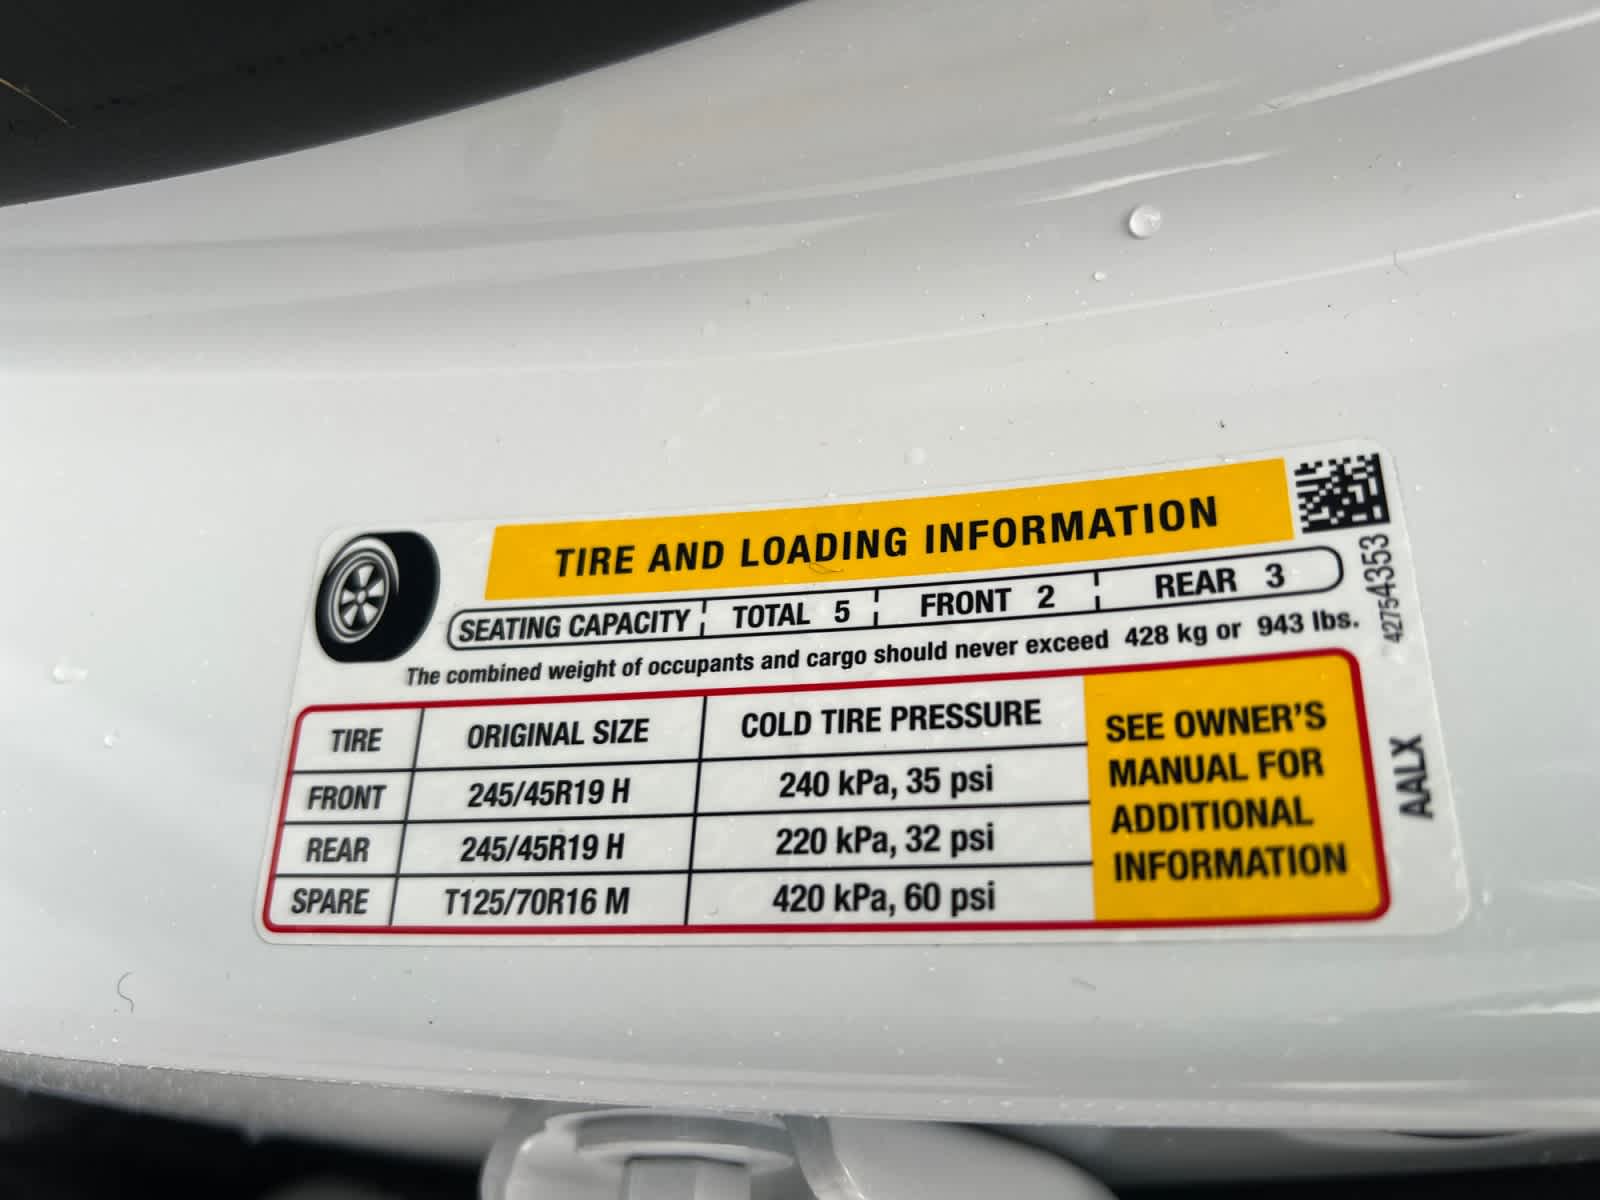 TIRE AND LOADING INFORMATION
SEATING CAPACITY TOTAL 5 FRONT 2 REAR 3
The combined weight of occupants and cargo should never exceed 428 kg or 943 lbs.
TIRE ORIGINAL SIZE COLD TIRE PRESSURE
FRONT 245/45R19 H 240 kPa, 35 psi
REAR 245/45R19 H 220 kPa, 32 psi
SPARE T125/70R16 M 420 kPa, 60 psi
SEE OWNER'S
MANUAL FOR
ADDITIONAL
INFORMATION
42754353
AALX